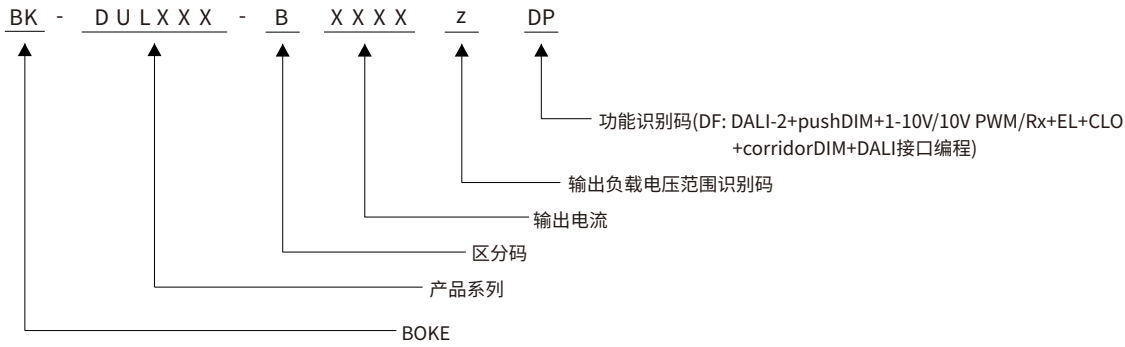 BK - DULXXX - B XXXX z DP
功能识别码(DF: DALI-2+pushDIM+1-10V/10V PWM/Rx+EL+CLO
+corridorDIM+DALI接口编程)
输出负载电压范围识别码
输出电流
区分码
产品系列
BOKE